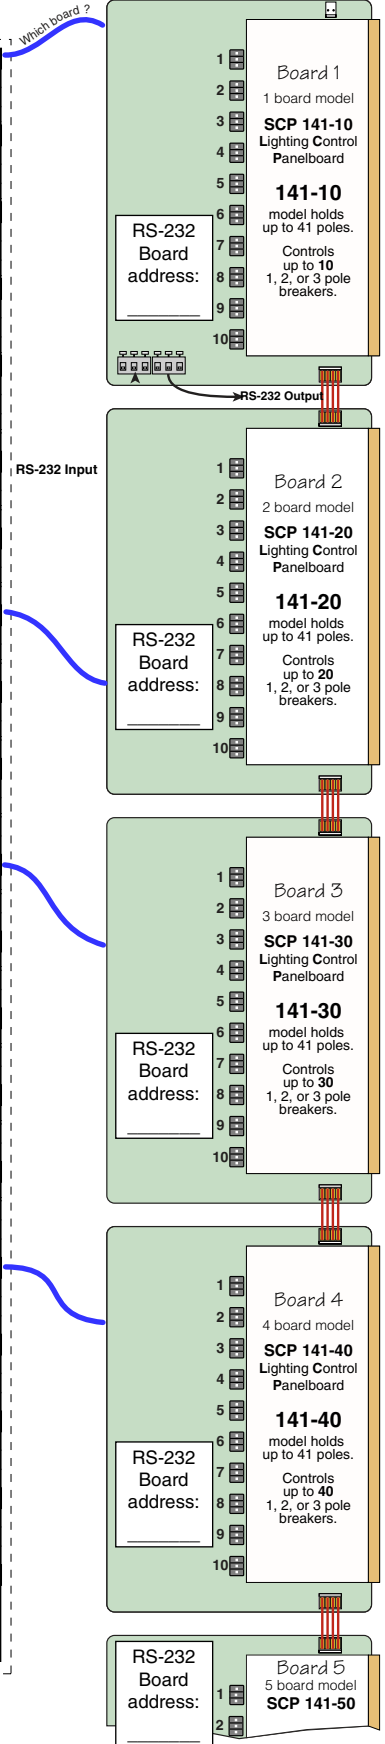 Which board ?
Board 1
1 board model
SCP 141-10
Lighting Control
Panelboard
141-10
model holds
up to 41 poles.
Controls
up to 10
1, 2, or 3 pole
breakers.
1
2
3
4
5
6
7
8
9
10
RS-232
Board
address:
_______
RS-232 Output
RS-232 Input
Board 2
2 board model
SCP 141-20
Lighting Control
Panelboard
141-20
model holds
up to 41 poles.
Controls
up to 20
1, 2, or 3 pole
breakers.
1
2
3
4
5
6
7
8
9
10
RS-232
Board
address:
_______
Board 3
3 board model
SCP 141-30
Lighting Control
Panelboard
141-30
model holds
up to 41 poles.
Controls
up to 30
1, 2, or 3 pole
breakers.
1
2
3
4
5
6
7
8
9
10
RS-232
Board
address:
_______
Board 4
4 board model
SCP 141-40
Lighting Control
Panelboard
141-40
model holds
up to 41 poles.
Controls
up to 40
1, 2, or 3 pole
breakers.
1
2
3
4
5
6
7
8
9
10
RS-232
Board
address:
_______
Board 5
5 board model
SCP 141-50
1
2
RS-232
Board
address:
_______